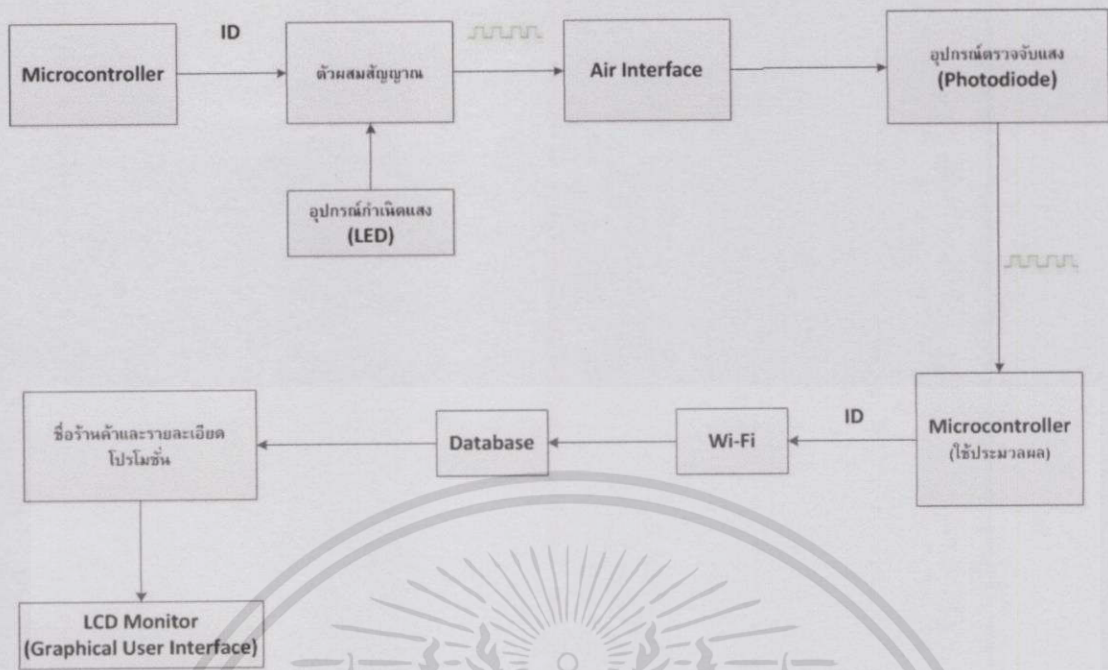 ID
Microcontroller
ตัวผสมสัญญาณ
Air Interface
อุปกรณ์ตรวจจับแสง
(Photodiode)
อุปกรณ์กำเนิดแสง
(LED)
ชื่อร้านค้าและรายละเอียด
โปรโมชั่น
Database
Wi-Fi
ID
Microcontroller
(ใช้ประมวลผล)
LCD Monitor
(Graphical User Interface)